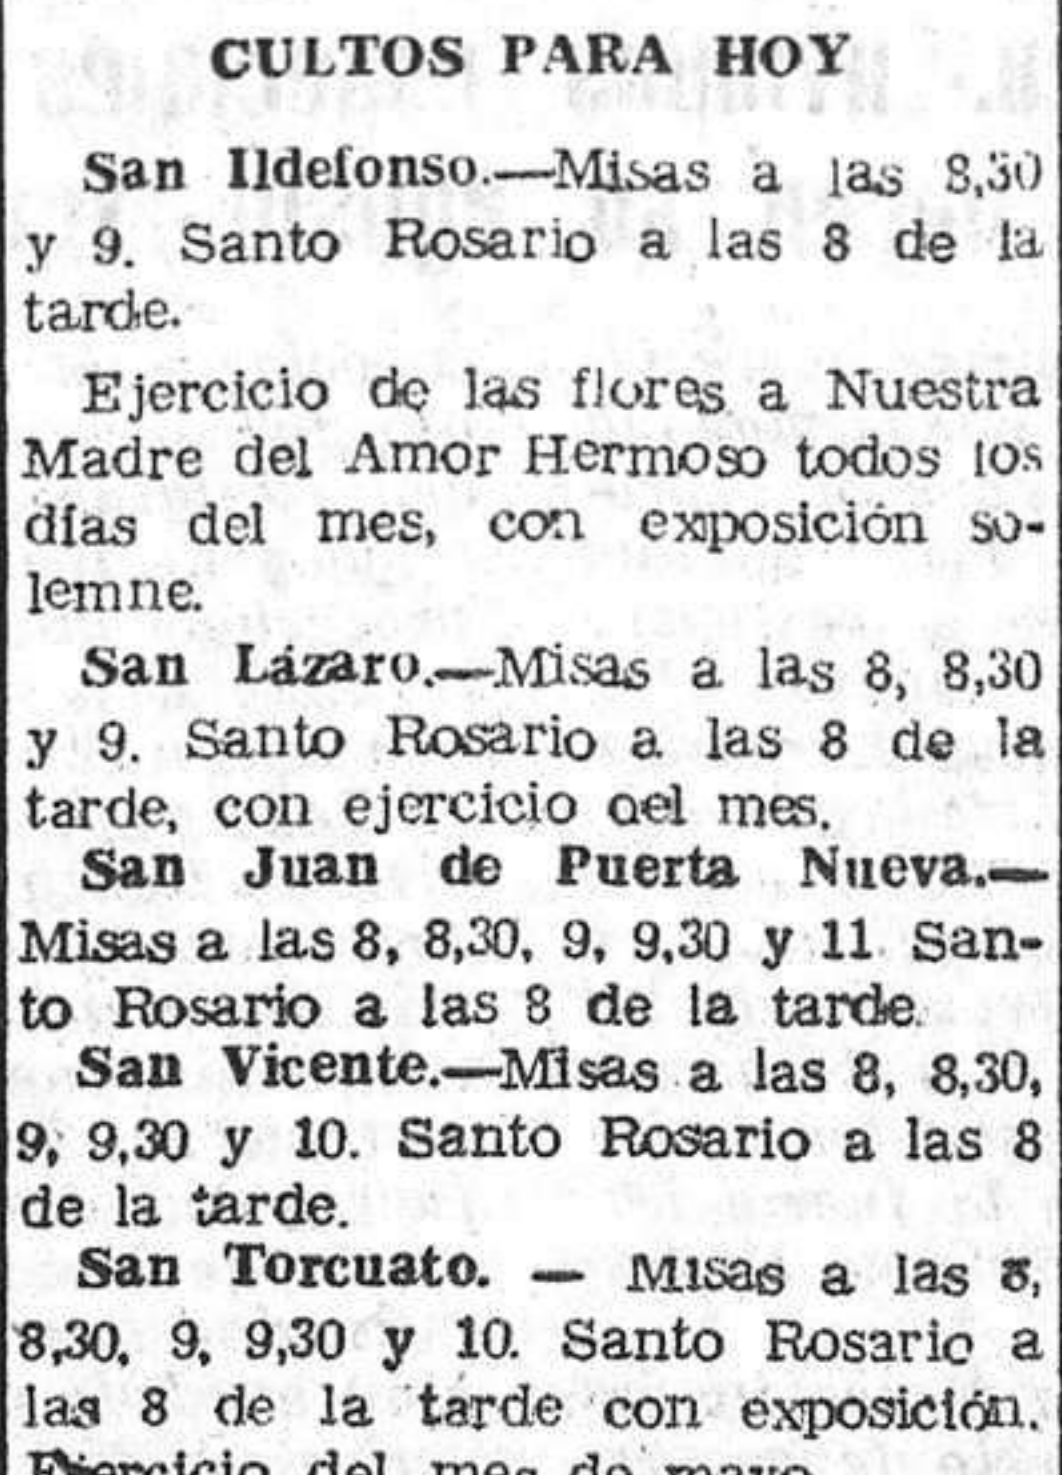 CULTOS PARA HOY
San Ildefonso.—Misas a las 8,30
y 9. Santo Rosario a las 8 de la
tarde.
Ejercicio de las flores a Nuestra
Madre del Amor Hermoso todos los
días del mes, con exposición so-
lemne.
San Lázaro.—Misas a las 8, 8,30
y 9. Santo Rosario a las 8 de la
tarde, con ejercicio del mes.
San Juan de Puerta Nueva.—
Misas a las 8, 8,30, 9, 9,30 y 11. San-
to Rosario a las 8 de la tarde.
San Vicente.—Misas a las 8, 8,30,
9, 9,30 y 10. Santo Rosario a las 8
de la tarde.
San Torcuato. — Misas a las 8,
8,30, 9, 9,30 y 10. Santo Rosario a
las 8 de la tarde con exposición.
Ejercicio del mes de mayo